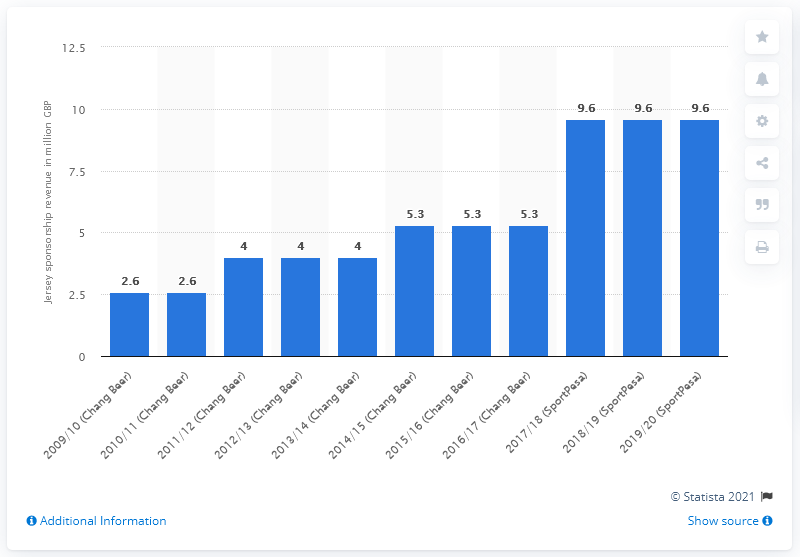 12.5
10
7.5
5
2.5
0
Jersey sponsorship revenue in million GBP
2.6
2.6
4
4
4
5.3
5.3
5.3
9.6
9.6
9.6
2009/10 (Chang Beer)
2010/11 (Chang Beer)
2011/12 (Chang Beer)
2012/13 (Chang Beer)
2013/14 (Chang Beer)
2014/15 (Chang Beer)
2015/16 (Chang Beer)
2016/17 (Chang Beer)
2017/18 (SportPesa)
2018/19 (SportPesa)
2019/20 (SportPesa)
© Statista 2021
Additional Information
Show source